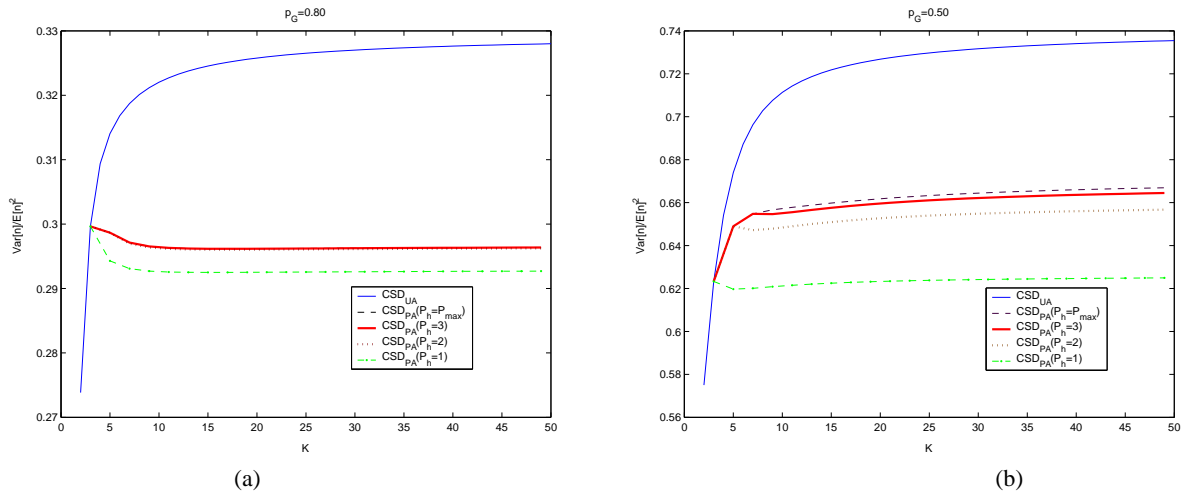 p_G=0.80
0.33
0.32
0.31
0.3
0.29
0.28
0.27
Var[n]/E[n]^2
0 5 10 15 20 25 30 35 40 45 50
K
CSD_UA
CSD_PA(P_h=P_max)
CSD_PA(P_h=3)
CSD_PA(P_h=2)
CSD_PA(P_h=1)
(a)
p_G=0.50
0.74
0.72
0.7
0.68
0.66
0.64
0.62
0.6
0.58
0.56
Var[n]/E[n]^2
0 5 10 15 20 25 30 35 40 45 50
K
CSD_UA
CSD_PA(P_h=P_max)
CSD_PA(P_h=3)
CSD_PA(P_h=2)
CSD_PA(P_h=1)
(b)